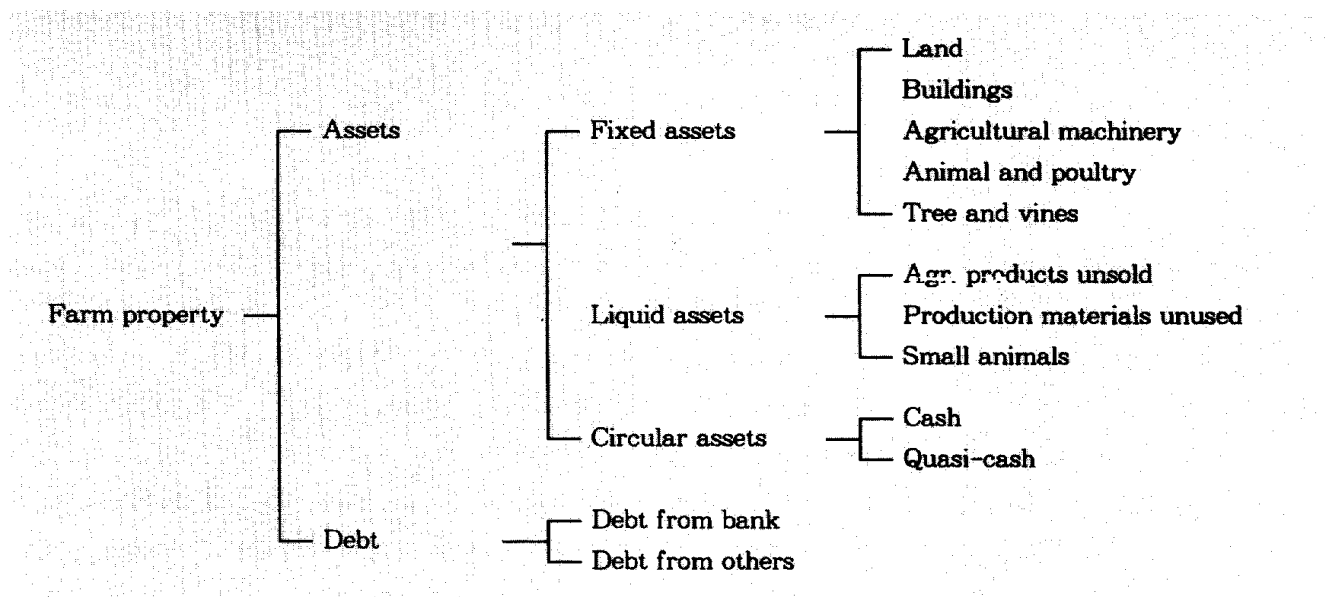 Land
Buildings
Assets Fixed assets Agricultural machinery
Animal and poultry
Tree and vines
Agr. products unsold
Farm property Liquid assets Production materials unused
Small animals
Cash
Circular assets
Quasi-cash
Debt from bank
Debt
Debt from others